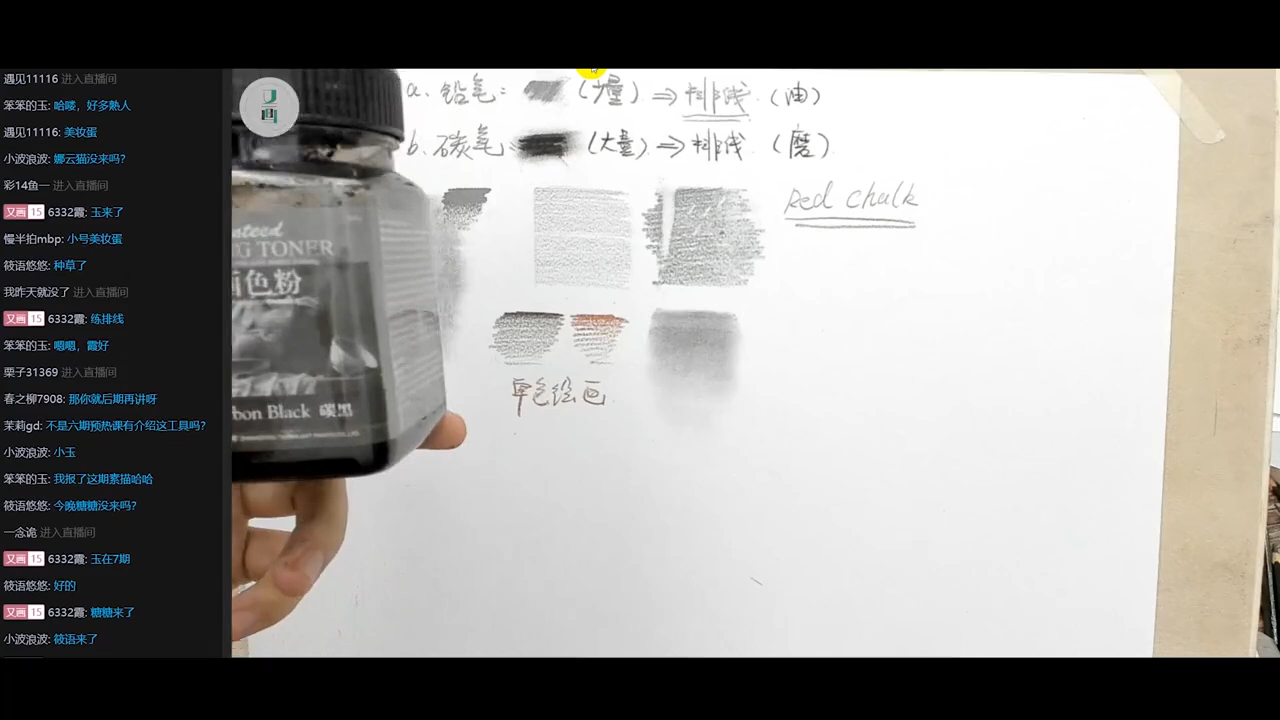 遇见11116 进入直播间
笨笨的玉: 哈喽，好多熟人
遇见11116: 美妆蛋
小波浪波: 娜云猫没来吗?
彩14鱼一 进入直播间
又画 15 6332霞: 玉来了
慢半拍mbp: 小号美妆蛋
筱语悠悠: 种草了
我昨天就没了 进入直播间
又画 15 6332霞: 练排线
笨笨的玉: 嗯嗯，霞好
栗子31369 进入直播间
春之柳7908: 那你就后期再讲呀
茉莉gd: 不是六期预热课有介绍这工具吗?
小波浪波: 小玉
笨笨的玉: 我报了这期素描哈哈
筱语悠悠: 今晚糖糖没来吗?
一念诡 进入直播间
又画 15 6332霞: 玉在7期
筱语悠悠: 好的
又画 15 6332霞: 糖糖来了
小波浪波: 筱语来了
a. 铅笔: (少量) ⇒ 排线. (油)
b. 碳笔: (大量) ⇒ 排线 (磨)
Red chalk
单色绘画
G TONER
画色粉
bon Black 碳黑